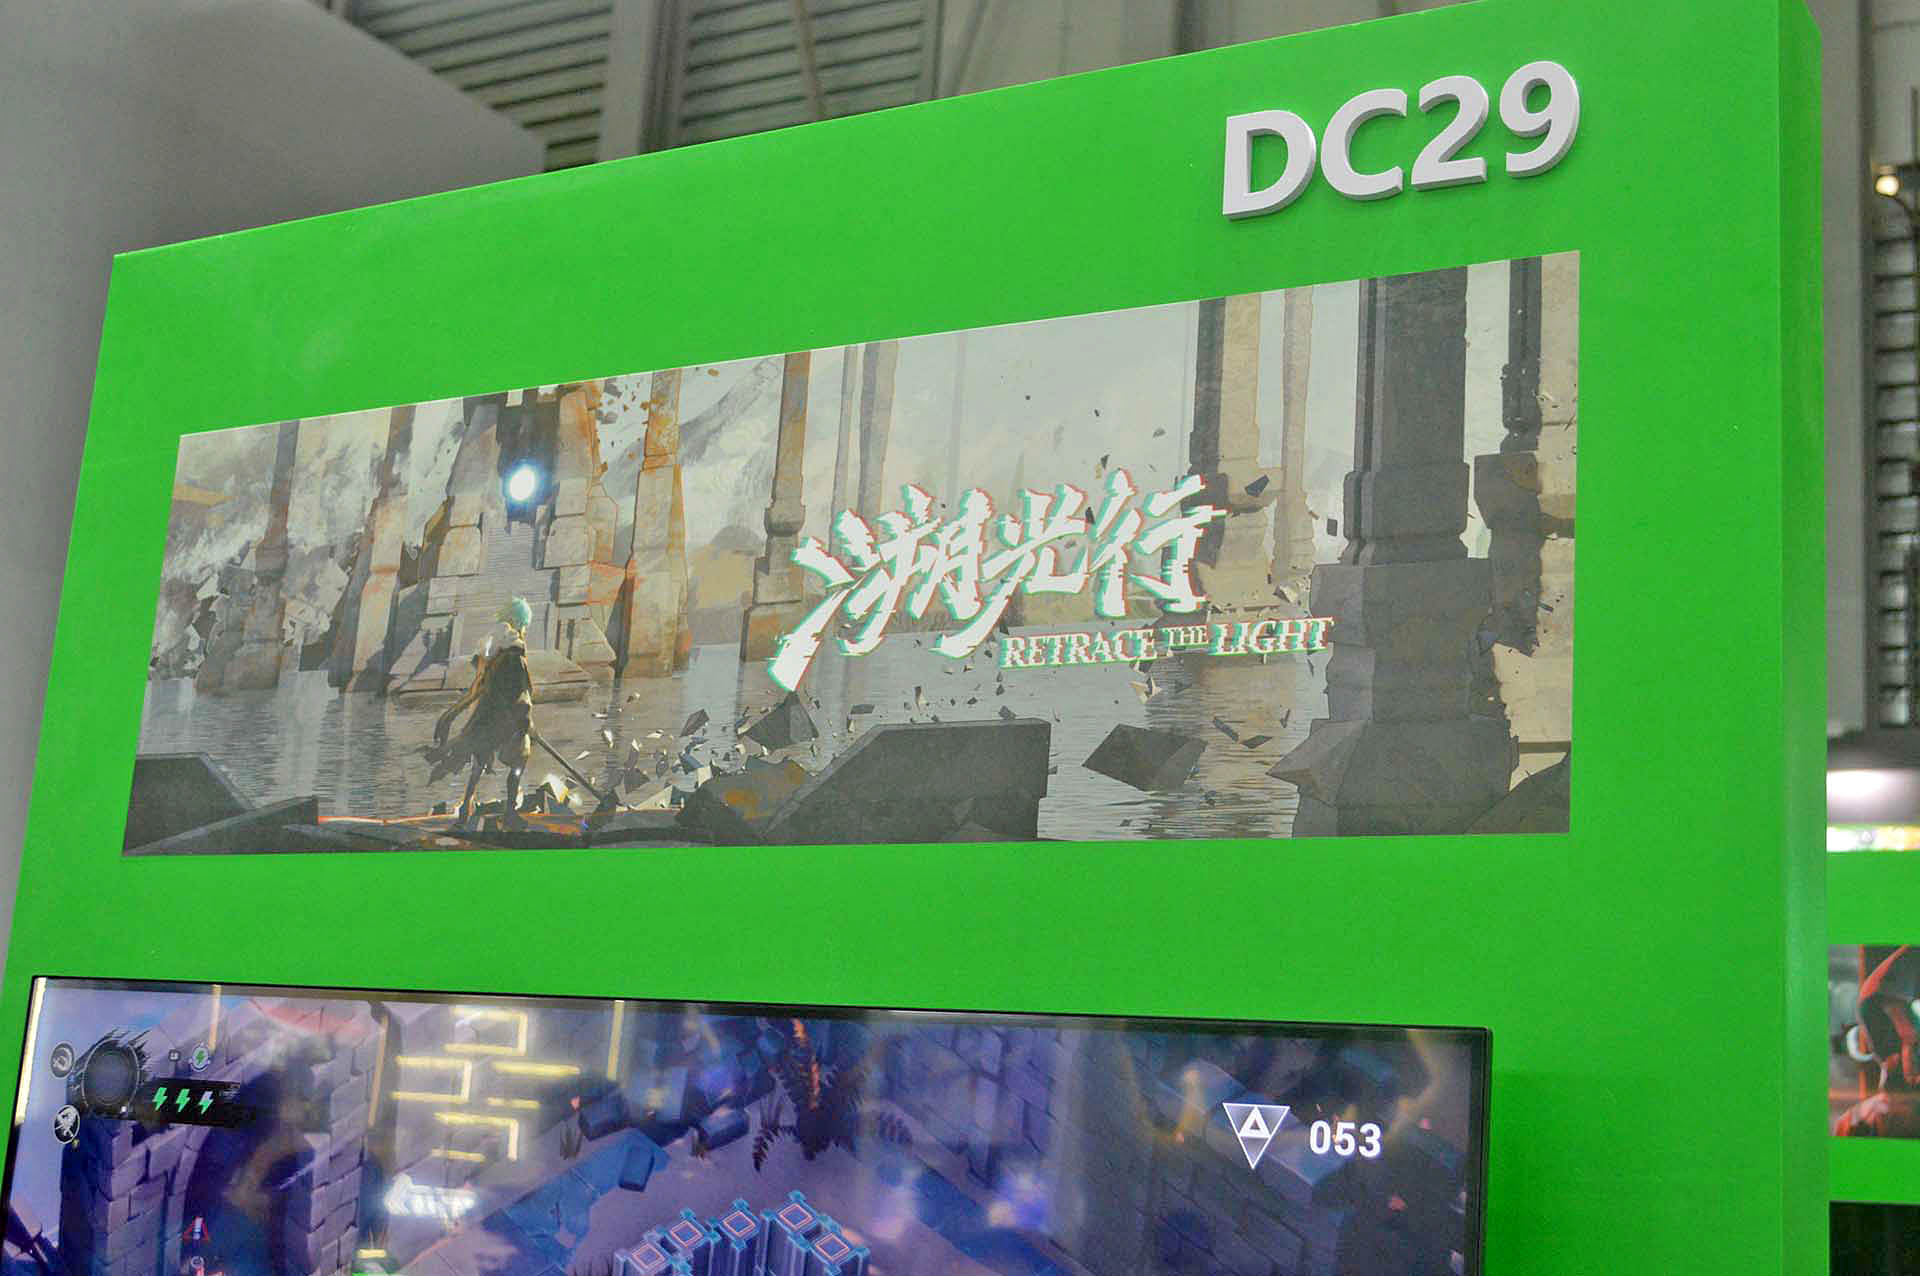 DC29
溯光行
RETRACE THE LIGHT
053